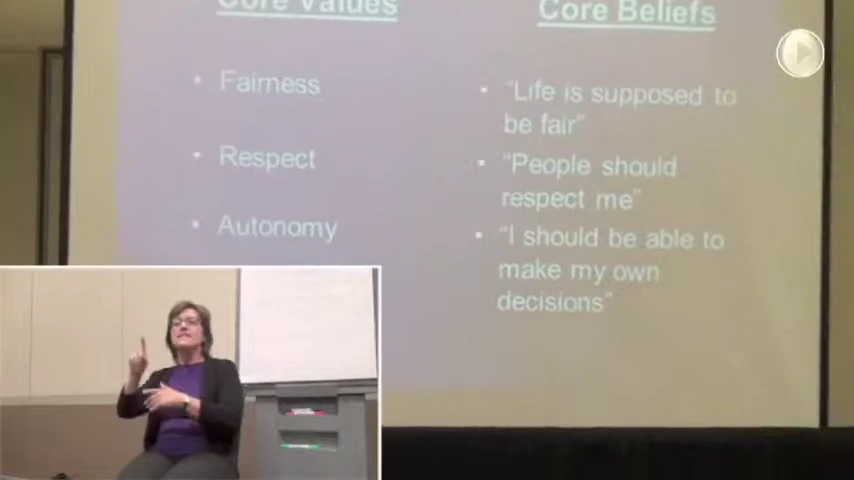 Core Values
Core Beliefs
• Fairness
• "Life is supposed to
be fair"
• Respect
• "People should
respect me"
• Autonomy
• "I should be able to
make my own
decisions"